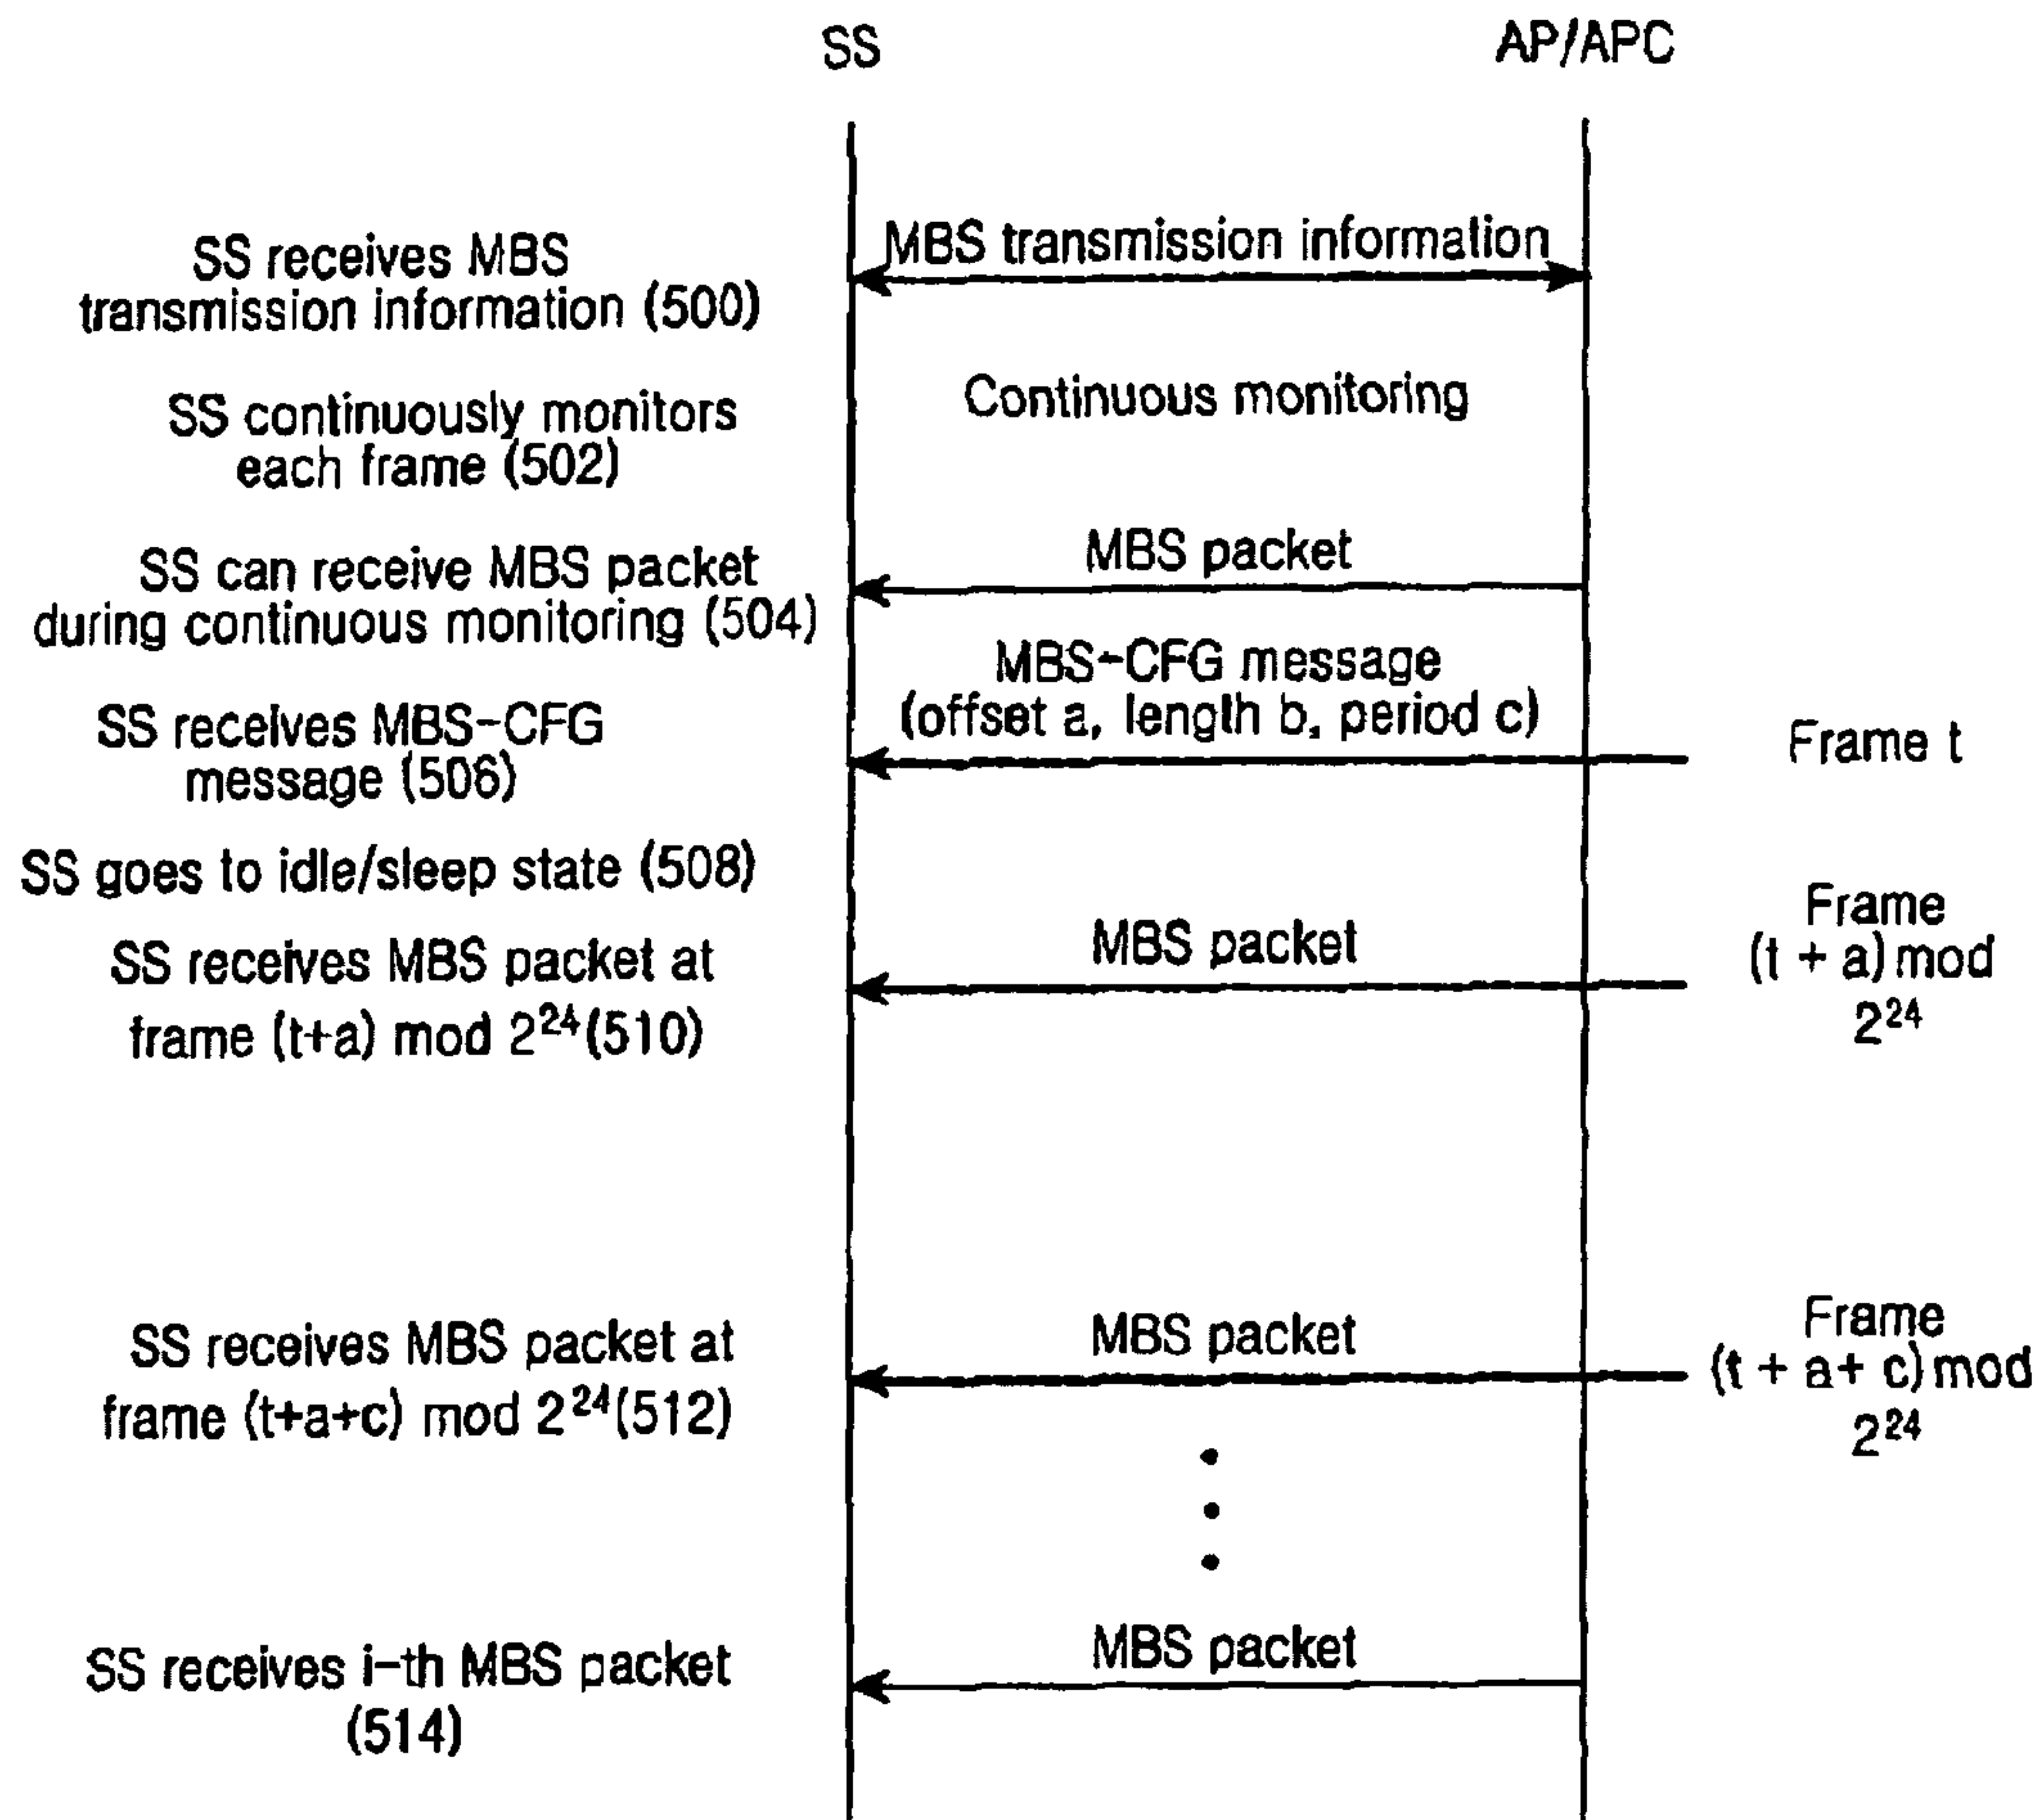 SS
AP/APC
SS receives MBS
transmission information (500)
MBS transmission information
SS continuously monitors
each frame (502)
Continuous monitoring
SS can receive MBS packet
during continuous monitoring (504)
MBS packet
MBS-CFG message
(offset a, length b, period c)
SS receives MBS-CFG
message (506)
Frame t
SS goes to idle/sleep state (508)
SS receives MBS packet at
frame (t+a) mod 2²⁴(510)
MBS packet
Frame
(t + a) mod
2²⁴
SS receives MBS packet at
frame (t+a+c) mod 2²⁴(512)
MBS packet
Frame
(t + a+ c) mod
2²⁴
SS receives i-th MBS packet
(514)
MBS packet